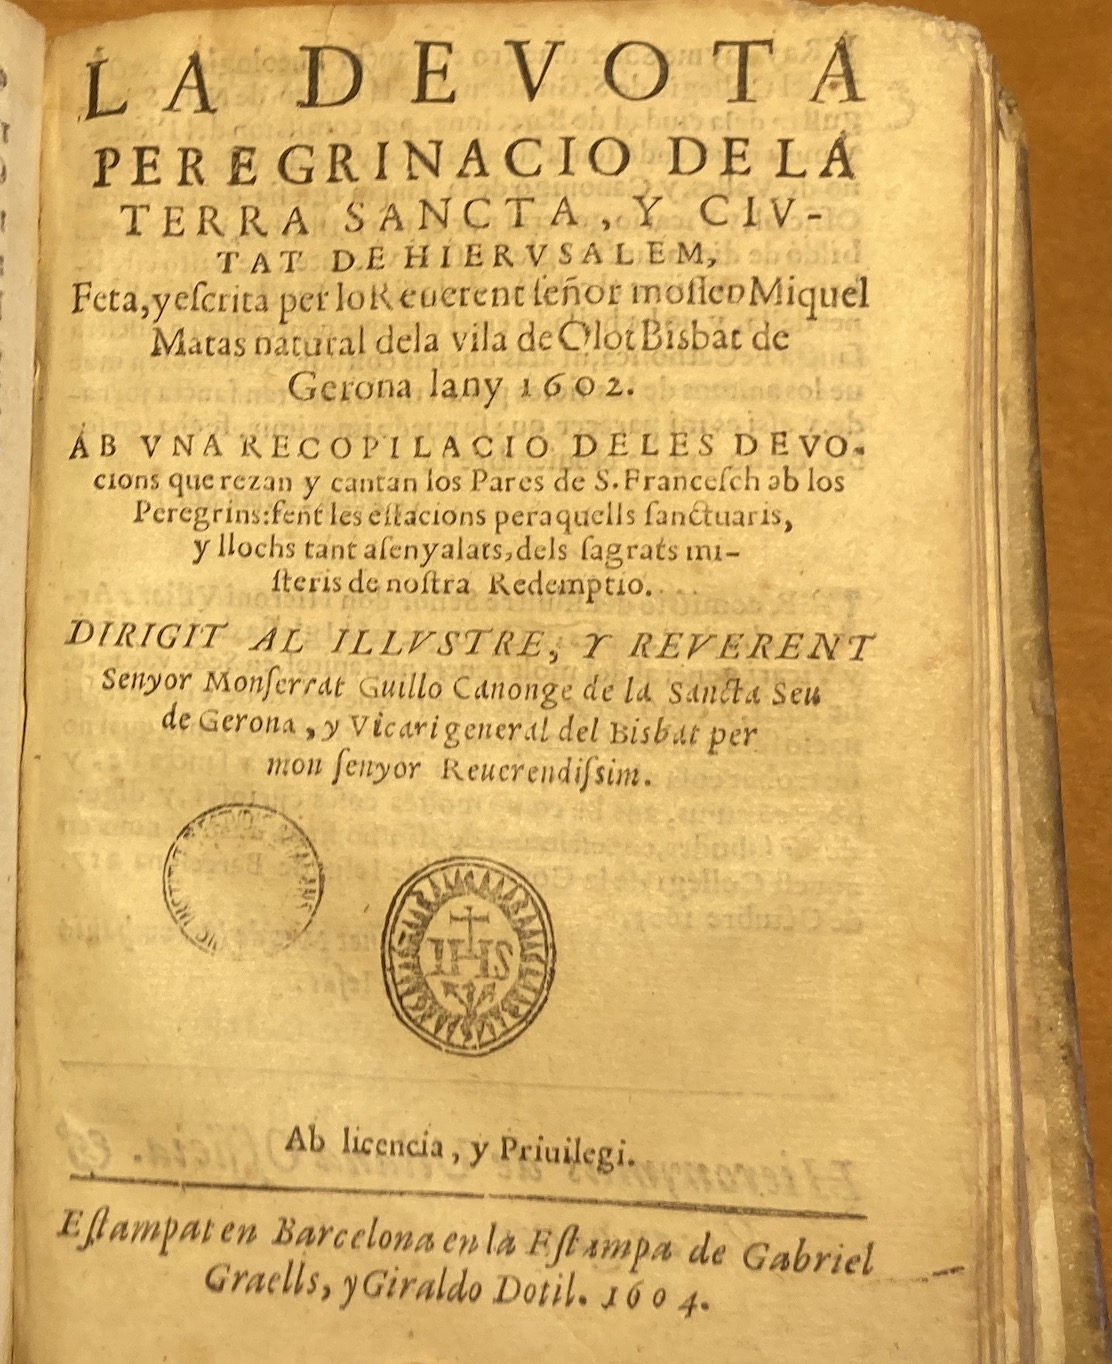 LA DEVOTA
PEREGRINACIO DE LA
TERRA SANCTA, Y CIV-
TAT DE HIERVSALEM,
Feta, y eſcrita per lo Reuerent ſeñor moſſen Miquel
Matas natural dela vila de Olot Bisbat de
Gerona lany 1602.
AB VNA RECOPILACIO DELES DEVO-
cions que rezan y cantan los Pares de S. Franceſch ab los
Peregrins: fent les eſtacions per aquells ſanctuaris,
y llochs tant aſenyalats, dels ſagrats mi-
ſteris de noſtra Redemptio.
DIRIGIT AL ILLVSTRE, Y REVERENT
Senyor Monſerrat Guillo Canonge de la Sancta Seu
de Gerona, y Vicari general del Bisbat per
mon ſenyor Reuerendiſsim.
IHS
Ab licencia, y Priuilegi.
Eſtampat en Barcelona en la Eſtampa de Gabriel
Graells, y Giraldo Dotil. 1604.